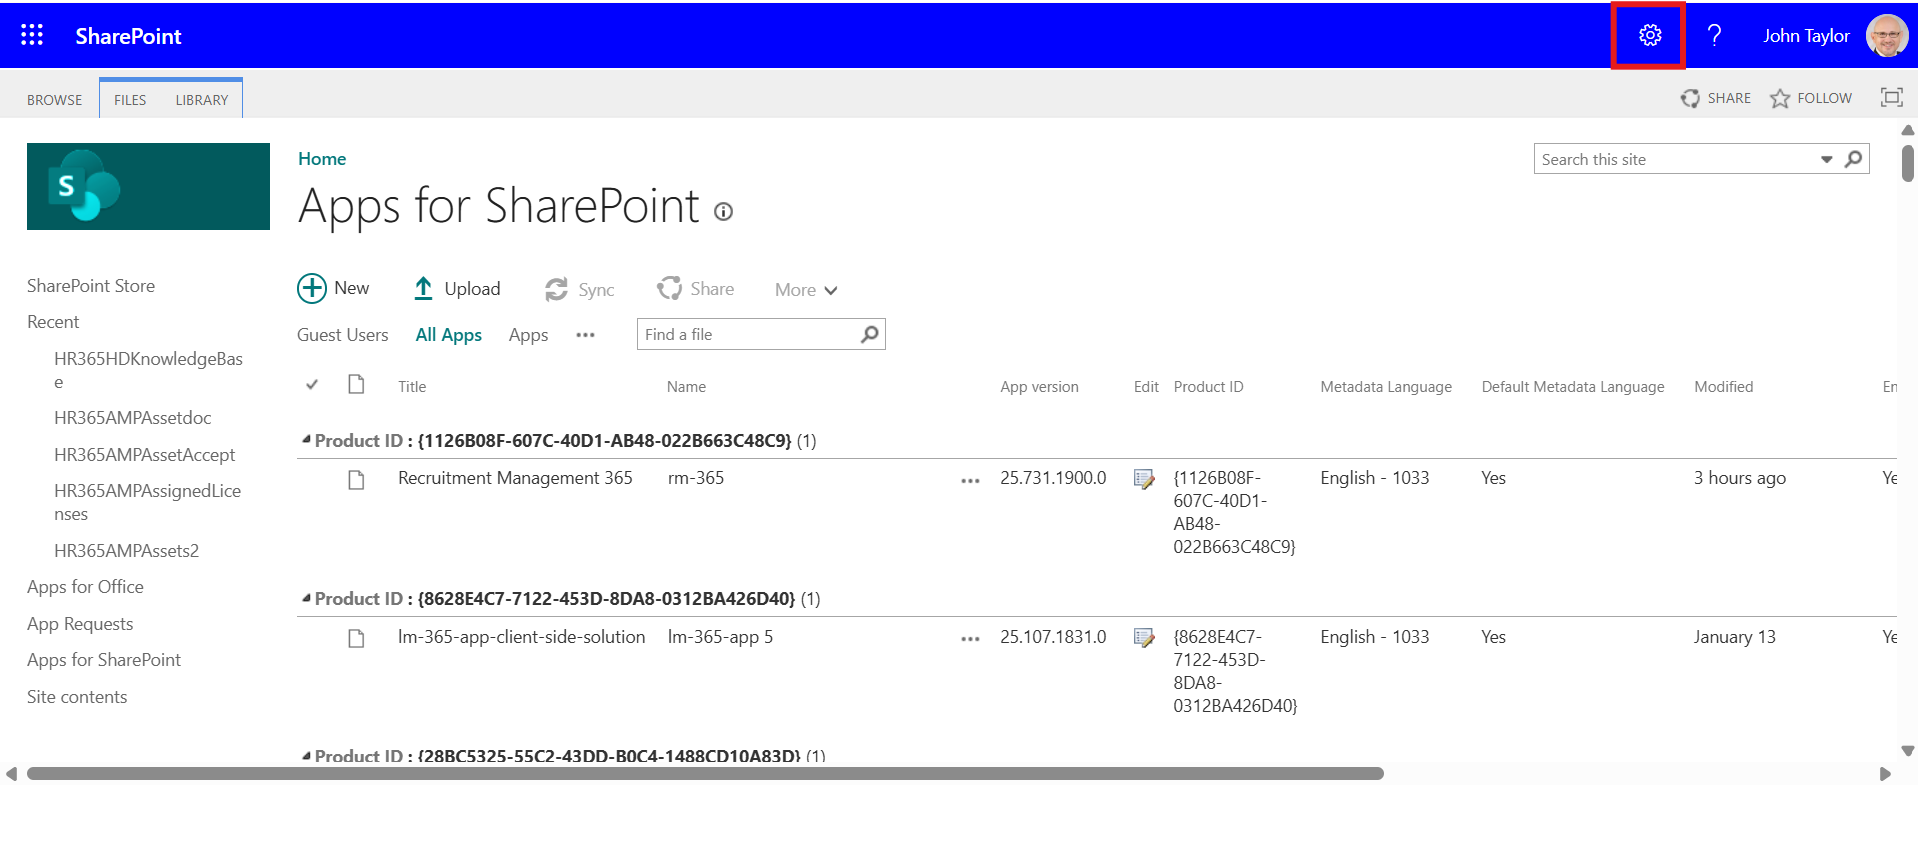 SharePoint
John Taylor
BROWSE FILES LIBRARY
SHARE FOLLOW
S
Home
Search this site
Apps for SharePoint
SharePoint Store
Recent
HR365HDKnowledgeBas
e
HR365AMPAssetdoc
HR365AMPAssetAccept
HR365AMPAssignedLice
nses
HR365AMPAssets2
Apps for Office
App Requests
Apps for SharePoint
Site contents
New Upload Sync Share More
Guest Users All Apps Apps ••• Find a file
Title Name App version Edit Product ID Metadata Language Default Metadata Language Modified En
Product ID : {1126B08F-607C-40D1-AB48-022B663C48C9} (1)
Recruitment Management 365 rm-365 ••• 25.731.1900.0 {1126B08F- English - 1033 Yes 3 hours ago Ye
607C-40D1-
AB48-
022B663C48C9}
Product ID : {8628E4C7-7122-453D-8DA8-0312BA426D40} (1)
lm-365-app-client-side-solution lm-365-app 5 ••• 25.107.1831.0 {8628E4C7- English - 1033 Yes January 13 Ye
7122-453D-
8DA8-
0312BA426D40}
Product ID : {28BC5325-55C2-43DD-B0C4-1488CD10A83D} (1)